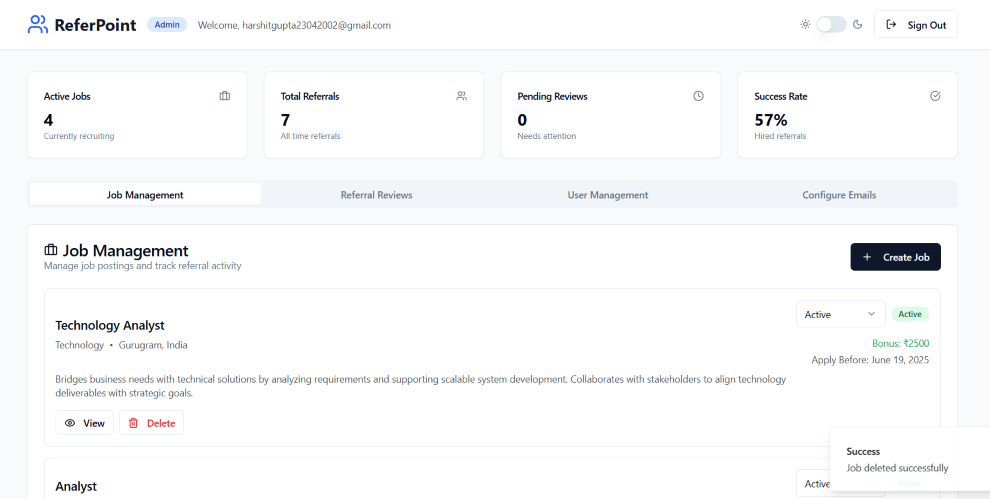 ReferPoint Admin Welcome, harshitgupta23042002@gmail.com Sign Out
Active Jobs Total Referrals Pending Reviews Success Rate
4 7 0 57%
Currently recruiting All time referrals Needs attention Hired referrals
Job Management Referral Reviews User Management Configure Emails
Job Management
Manage job postings and track referral activity
+ Create Job
Technology Analyst
Active Active
Technology • Gurugram, India
Bonus: ₹2500
Apply Before: June 19, 2025
Bridges business needs with technical solutions by analyzing requirements and supporting scalable system development. Collaborates with stakeholders to align technology
deliverables with strategic goals.
View Delete
Success
Job deleted successfully
Analyst Active